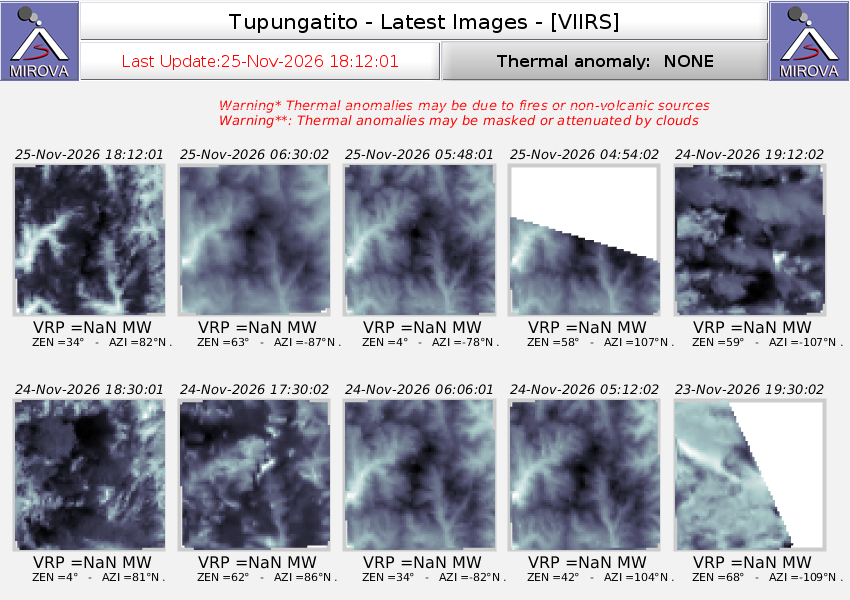 Tupungatito - Latest Images - [VIIRS]
MIROVA
Last Update:25-Nov-2026 18:12:01
Thermal anomaly:  NONE
MIROVA
Warning* Thermal anomalies may be due to fires or non-volcanic sources
Warning**: Thermal anomalies may be masked or attenuated by clouds
25-Nov-2026 18:12:01
25-Nov-2026 06:30:02
25-Nov-2026 05:48:01
25-Nov-2026 04:54:02
24-Nov-2026 19:12:02
VRP =NaN MW
VRP =NaN MW
VRP =NaN MW
VRP =NaN MW
VRP =NaN MW
ZEN =34°  -  AZI =82°N .
ZEN =63°  -  AZI =-87°N .
ZEN =4°  -  AZI =-78°N .
ZEN =58°  -  AZI =107°N .
ZEN =59°  -  AZI =-107°N .
24-Nov-2026 18:30:01
24-Nov-2026 17:30:02
24-Nov-2026 06:06:01
24-Nov-2026 05:12:02
23-Nov-2026 19:30:02
VRP =NaN MW
VRP =NaN MW
VRP =NaN MW
VRP =NaN MW
VRP =NaN MW
ZEN =4°  -  AZI =81°N .
ZEN =62°  -  AZI =86°N .
ZEN =34°  -  AZI =-82°N .
ZEN =42°  -  AZI =104°N .
ZEN =68°  -  AZI =-109°N .